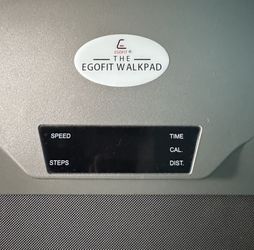 EGOFIT ®
THE
EGOFIT WALKPAD
SPEED TIME
CAL.
STEPS DIST.